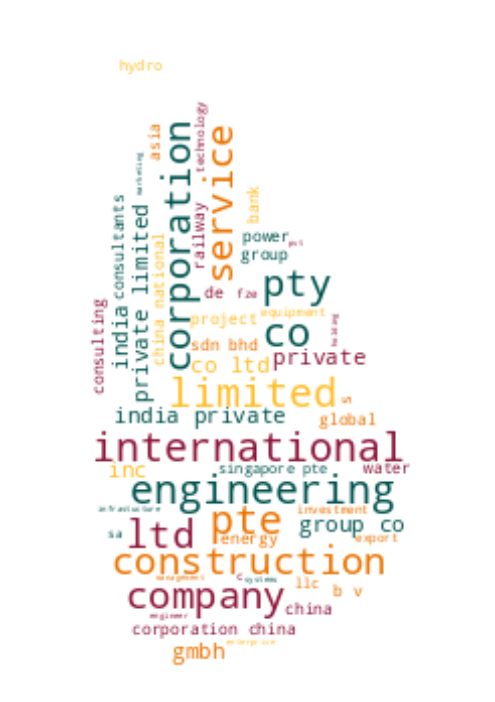 hydro
technology
asia
corporation
service
marketing
consultants
bank
railway
private limited
china national
india
power
group
pty
de
fze
consulting
project
equipment
co
holding
sdn bhd
private
co ltd
limited
india private
global
international
inc
singapore pte
water
engineering
infrastructure
pte
investment
group co
ltd
sa
energy
export
construction
management
c
systems
llc
b v
company
china
engineer
corporation china
enterprise
gmbh